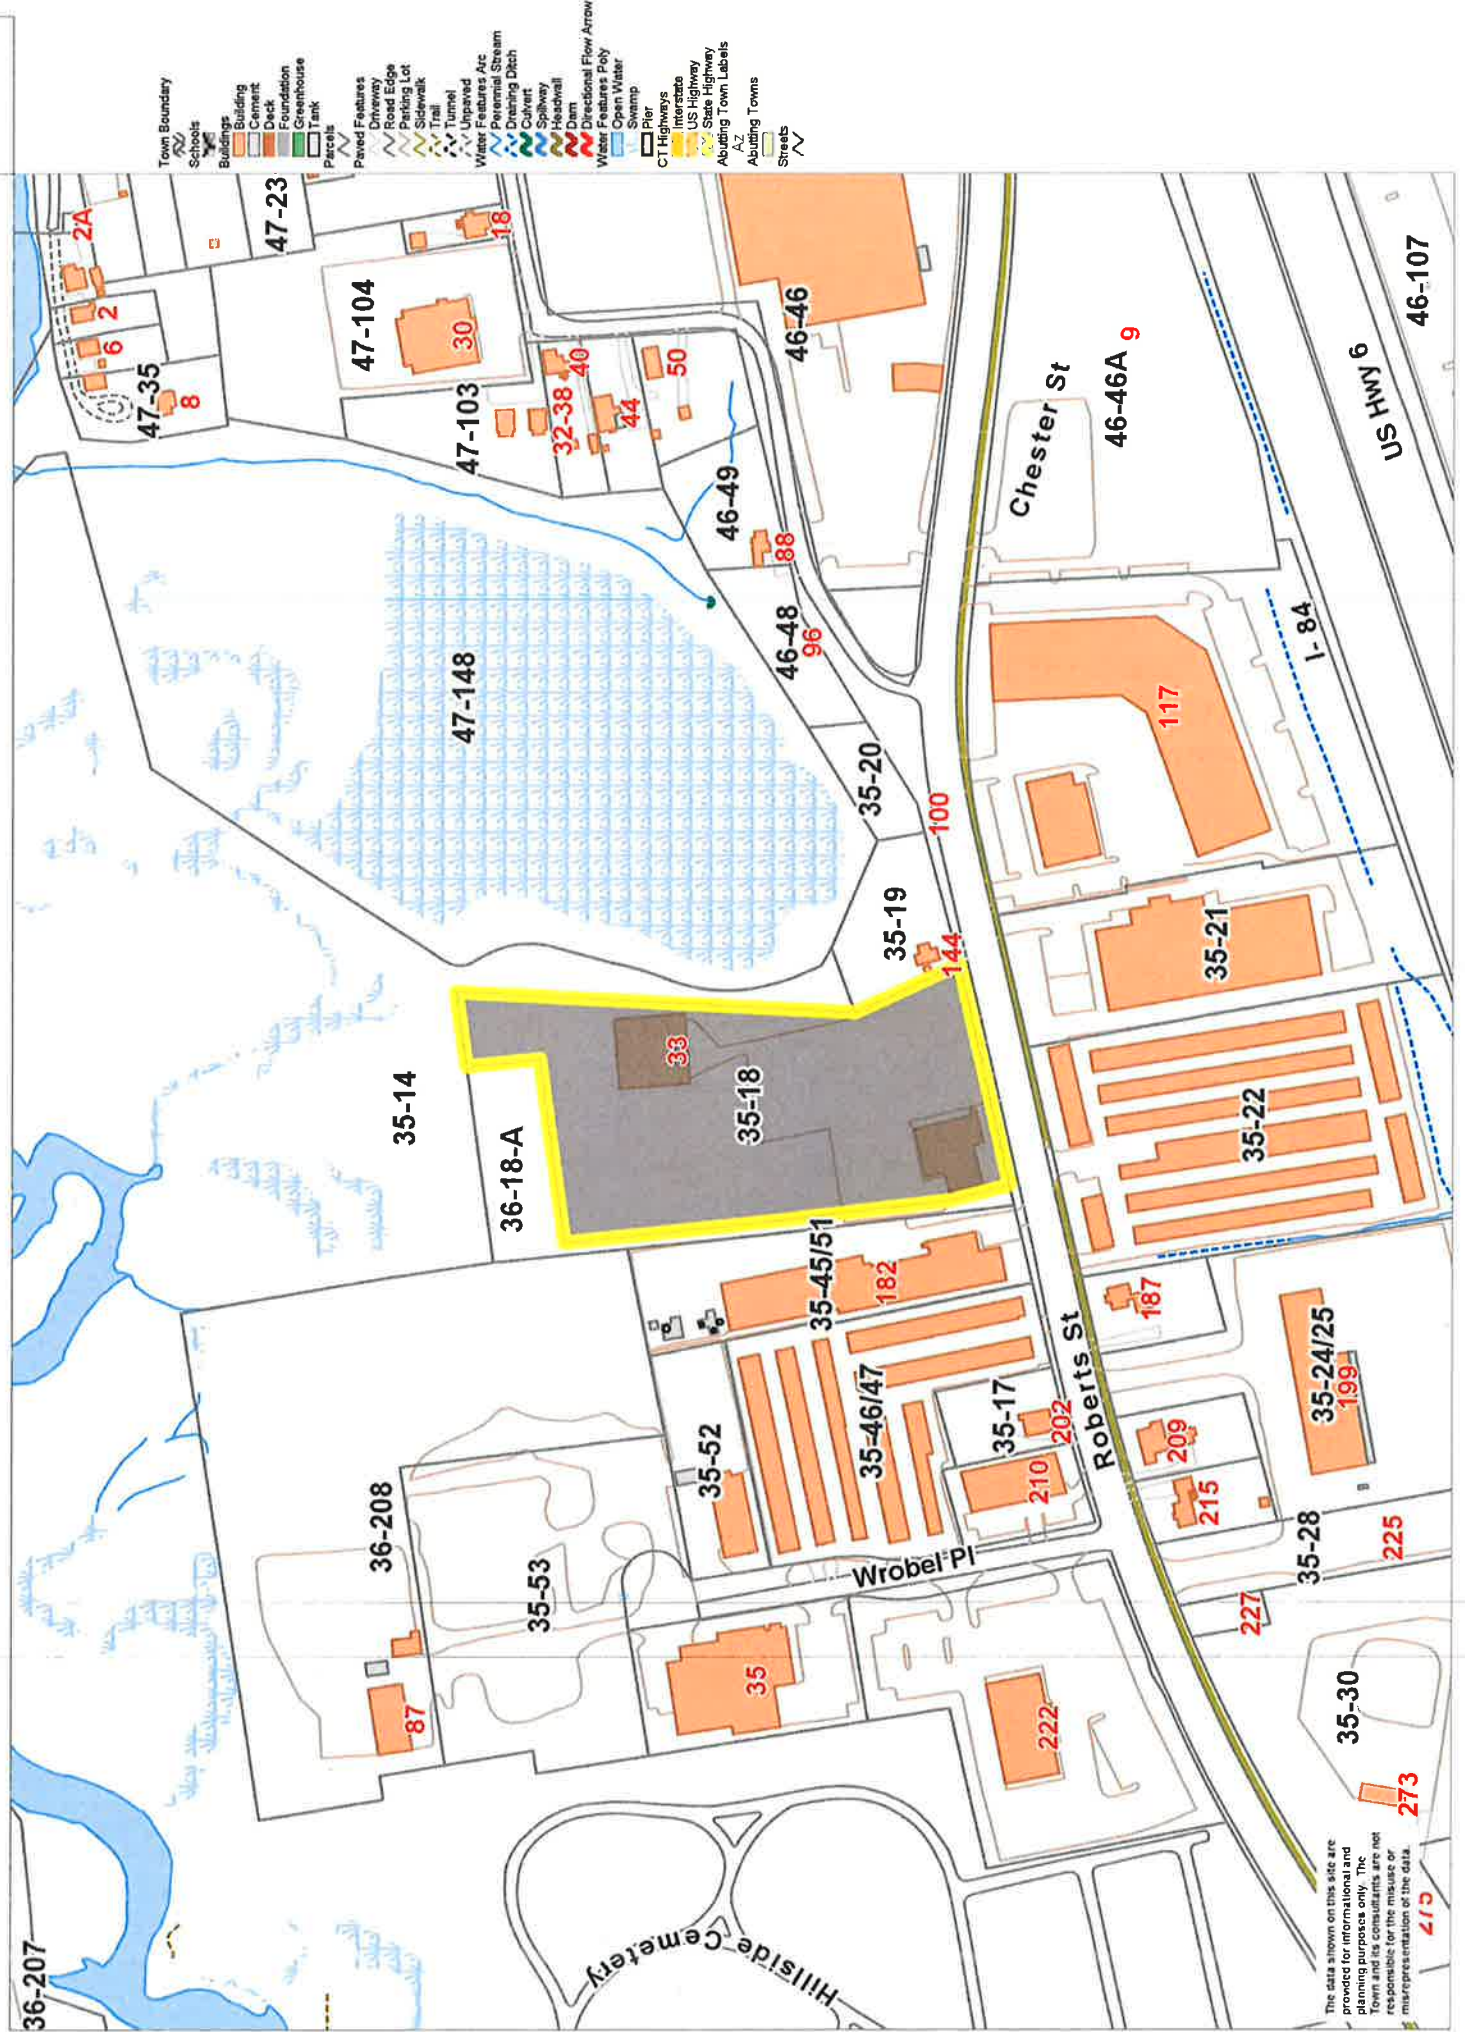 Town Boundary
Schools
Buildings
Building
Cement
Deck
Foundation
Greenhouse
Tank
Parcels
Paved Features
Driveway
Road Edge
Parking Lot
Sidewalk
Trail
Tunnel
Unpaved
Water Features Arc
Perennial Stream
Draining Ditch
Culvert
Spillway
Headwall
Dam
Directional Flow Arrow
Water Features Poly
Open Water
Swamp
Pier
CT Highways
Interstate
US Highway
State Highway
Abutting Town Labels
AZ
Abutting Towns
Streets
36-207
87
36-208
35-53
35
222
Hillside Cemetery
Wrobel Pl
35-52
35-46/47
35-17
202
210
35-45/51
182
Roberts St
187
209
215
35-24/25
199
35-28
225
227
35-30
273
275
35-14
36-18-A
33
35-18
35-22
35-21
35-19
144
100
35-20
117
47-148
46-48
96
46-49
88
I-84
47-35
8
6
2
2A
47-23
47-104
30
18
47-103
32-38
40
44
50
46-46
Chester St
46-46A
9
US Hwy 6
46-107
The data shown on this site are
provided for informational and
planning purposes only. The
Town and its consultants are not
responsible for the misuse or
misrepresentation of the data.